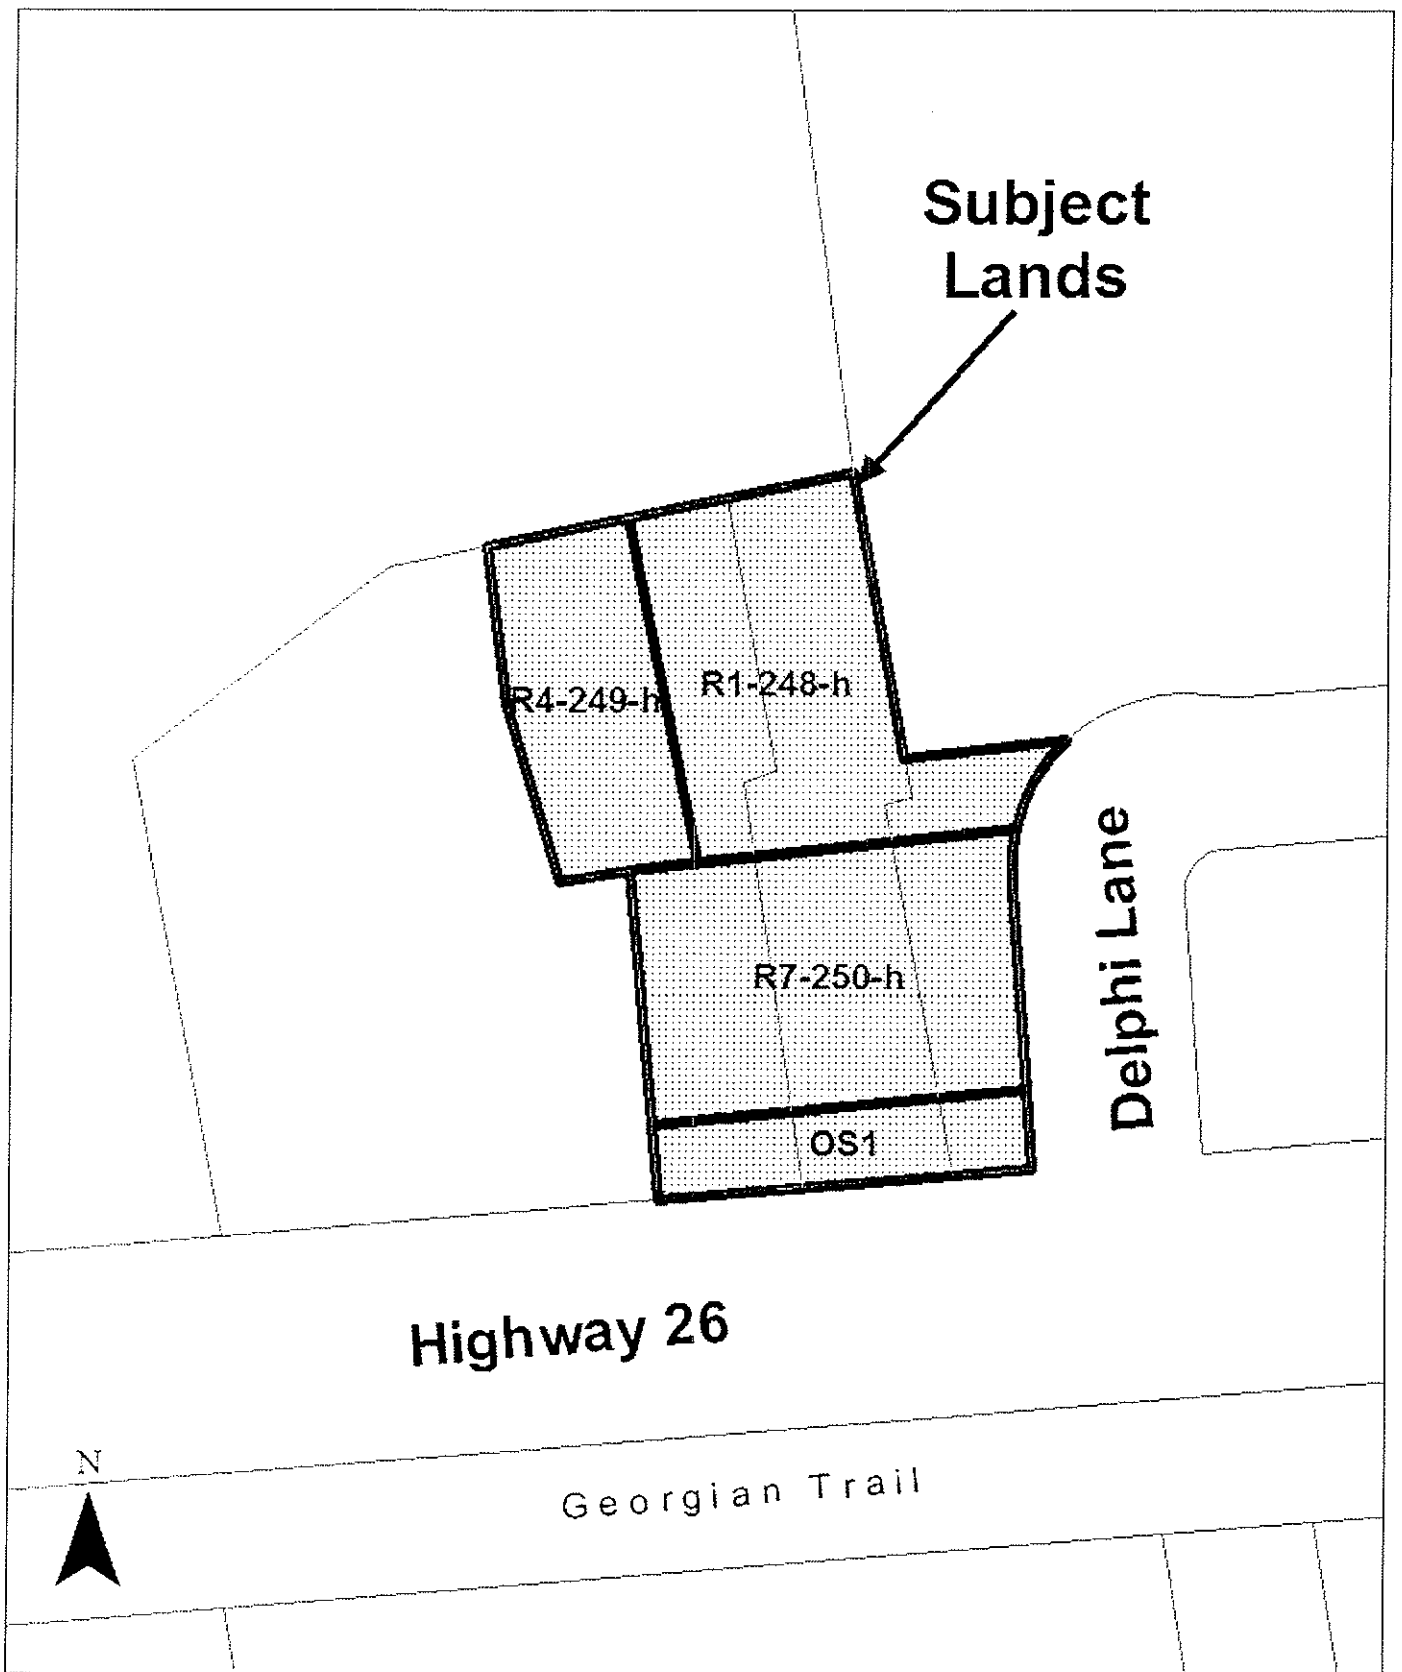 Subject
Lands
R4-249-h
R1-248-h
Delphi Lane
R7-250-h
OS1
Highway 26
N
Georgian Trail